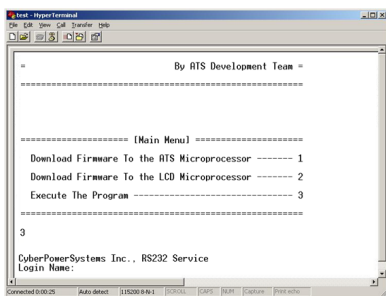 test - HyperTerminal
File Edit View Call Transfer Help
= By ATS Development Team =
======================================================
==================== [Main Menu] ====================
Download Firmware To the ATS Microprocessor ------- 1
Download Firmware To the LCD Microprocessor ------- 2
Execute The Program ------------------------------- 3
======================================================
3
CyberPowerSystems Inc., RS232 Service
Login Name:
Connected 0:00:25 Auto detect 115200 8-N-1 SCROLL CAPS NUM Capture Print echo